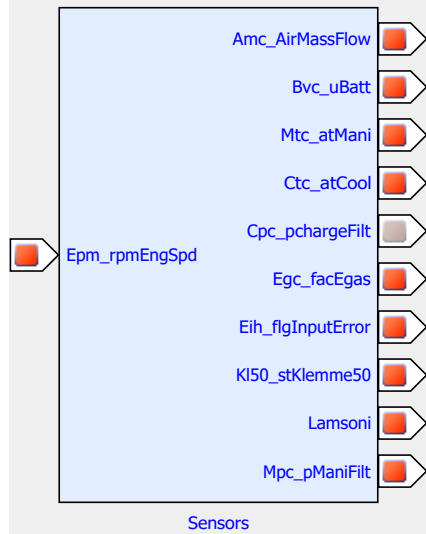 Amc_AirMassFlow
Bvc_uBatt
Mtc_atMani
Ctc_atCool
Cpc_pchargeFilt
Epm_rpmEngSpd
Egc_facEgas
Eih_flgInputError
Kl50_stKlemme50
Lamsoni
Mpc_pManiFilt
Sensors